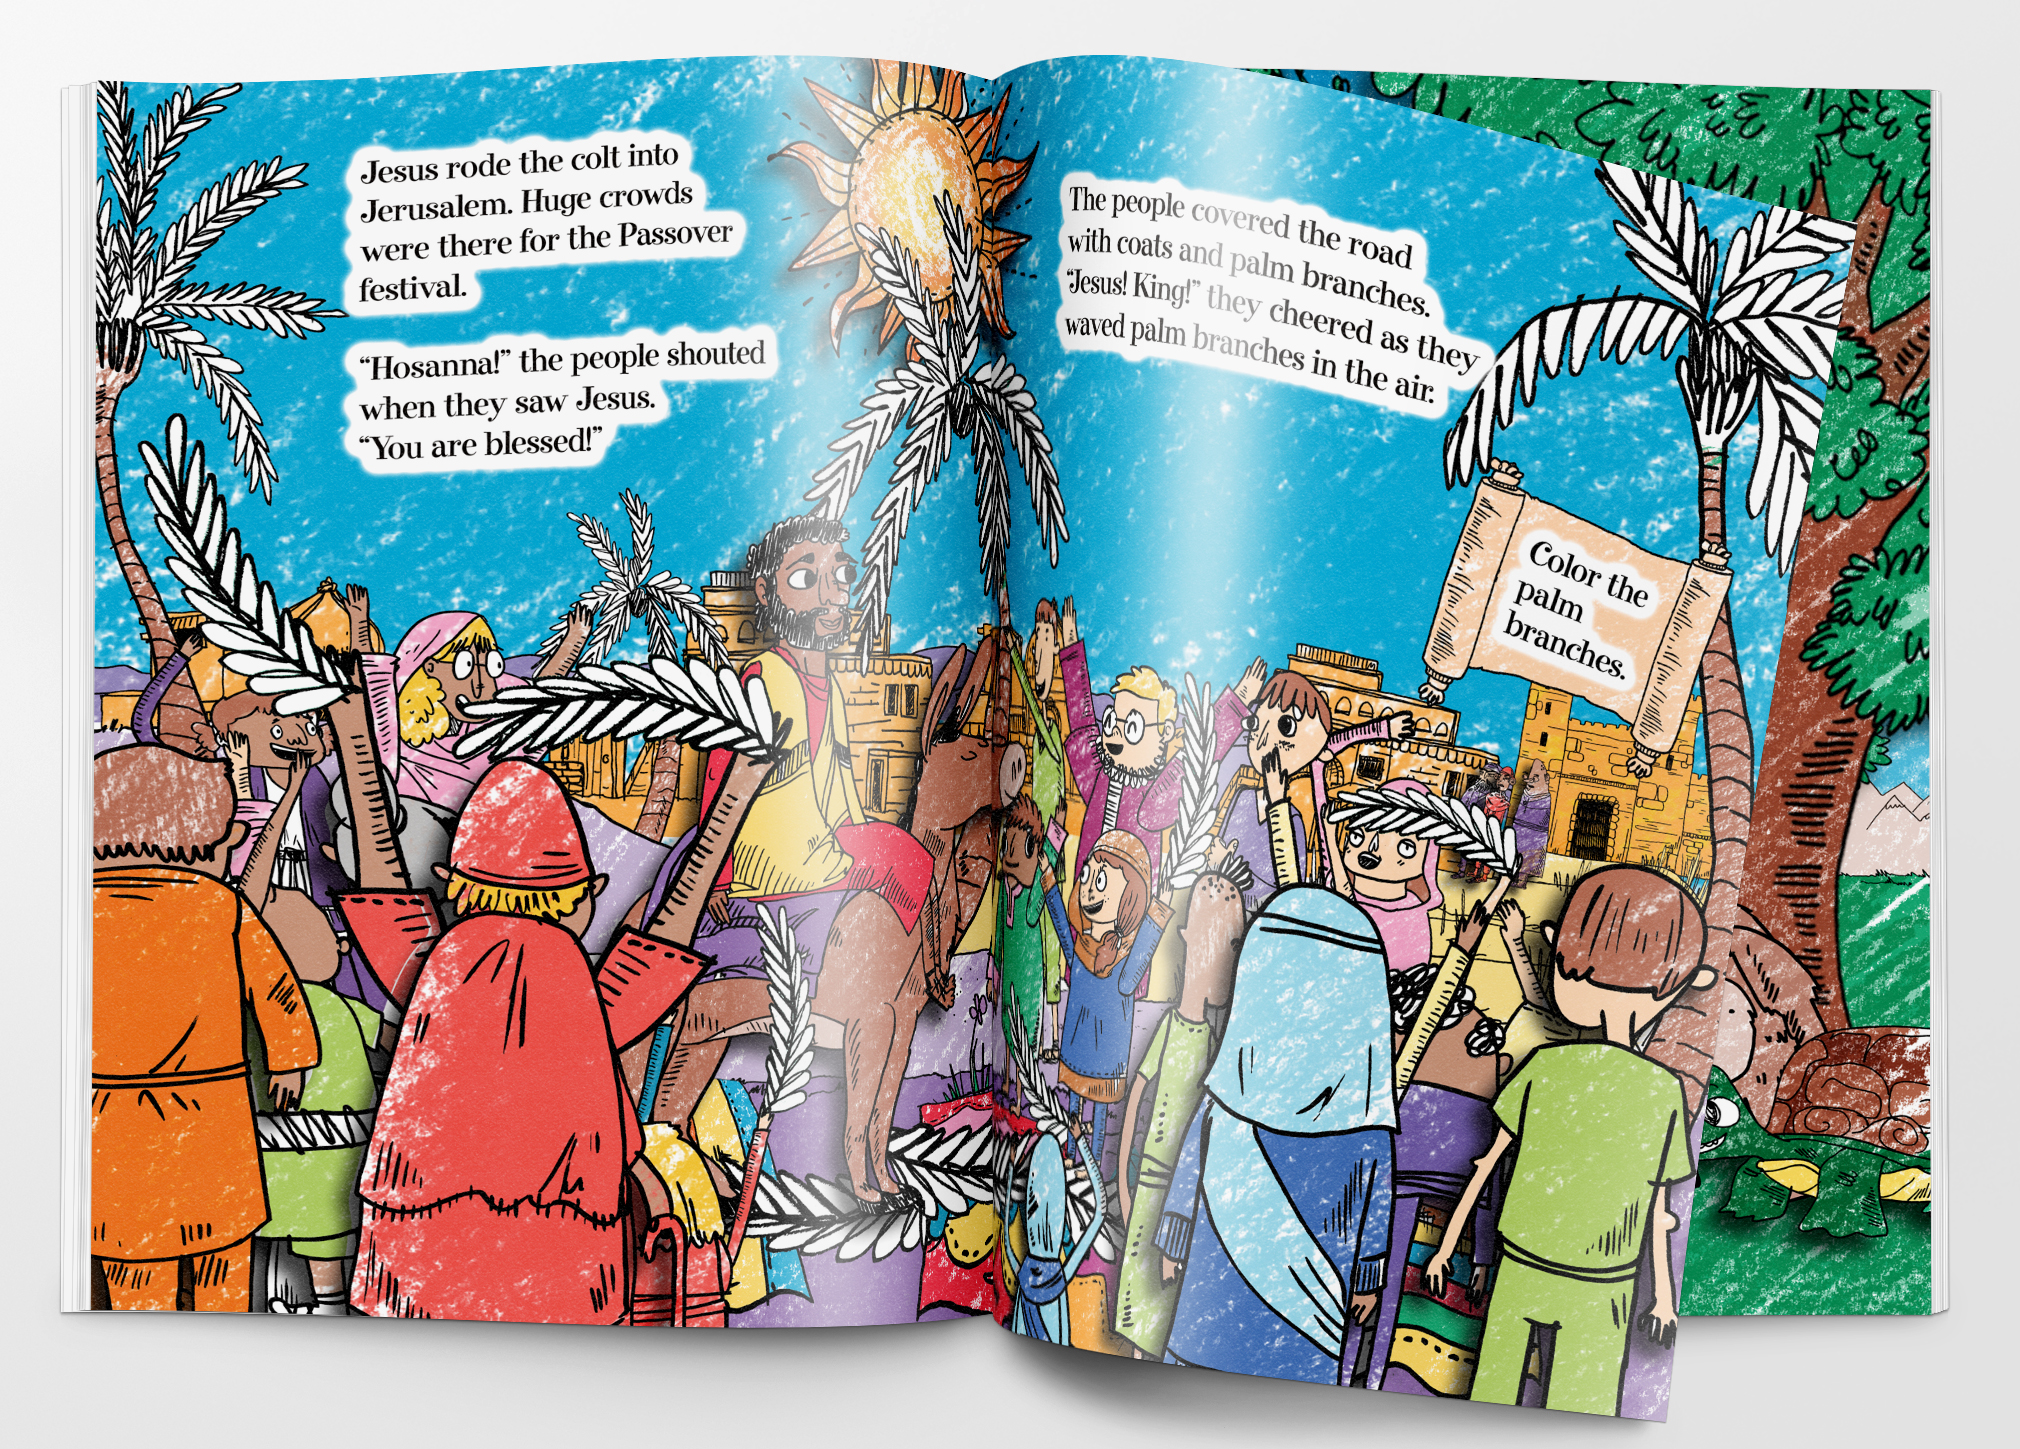 Jesus rode the colt into
Jerusalem. Huge crowds
were there for the Passover
festival.
“Hosanna!” the people shouted
when they saw Jesus.
“You are blessed!”
The people covered the road
with coats and palm branches.
“Jesus! King!” they cheered as they
waved palm branches in the air.
Color the
palm
branches.